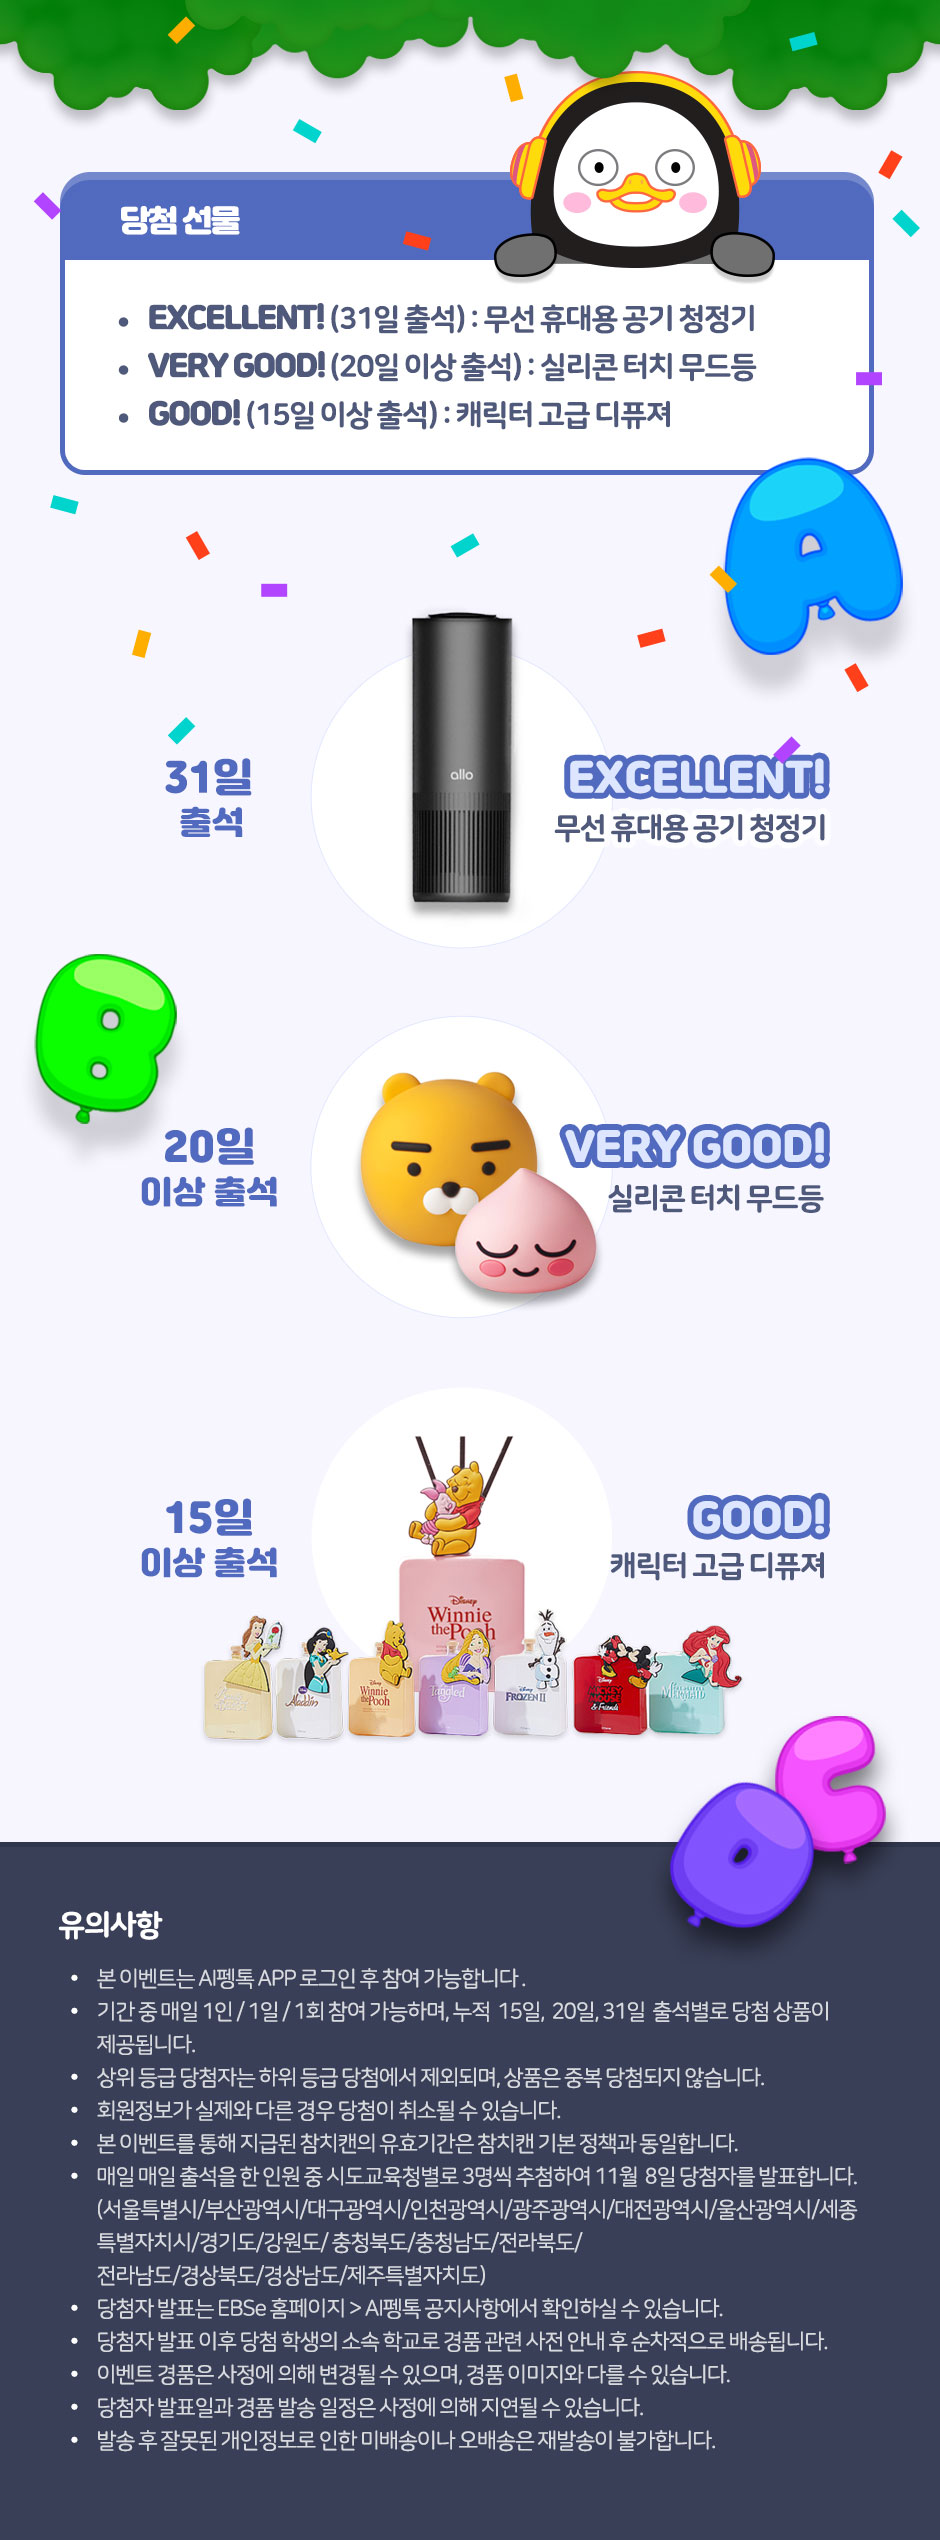 당첨 선물
• EXCELLENT! (31일 출석) : 무선 휴대용 공기 청정기
• VERY GOOD! (20일 이상 출석) : 실리콘 터치 무드등
• GOOD! (15일 이상 출석) : 캐릭터 고급 디퓨져
A
allo
31일
출석
EXCELLENT!
무선 휴대용 공기 청정기
B
20일
이상 출석
VERY GOOD!
실리콘 터치 무드등
15일
이상 출석
GOOD!
캐릭터 고급 디퓨져
Disney
Winnie
the Pooh
Aladdin
Winnie
the Pooh
Tangled
Disney
FROZEN II
Disney
MICKEY
MOUSE
& Friends
MERMAID
유의사항
• 본 이벤트는 AI펭톡 APP 로그인 후 참여 가능합니다.
• 기간 중 매일 1인 / 1일 / 1회 참여 가능하며, 누적 15일, 20일, 31일 출석별로 당첨 상품이
제공됩니다.
• 상위 등급 당첨자는 하위 등급 당첨에서 제외되며, 상품은 중복 당첨되지 않습니다.
• 회원정보가 실제와 다른 경우 당첨이 취소될 수 있습니다.
• 본 이벤트를 통해 지급된 참치캔의 유효기간은 참치캔 기본 정책과 동일합니다.
• 매일 매일 출석을 한 인원 중 시도교육청별로 3명씩 추첨하여 11월 8일 당첨자를 발표합니다.
(서울특별시/부산광역시/대구광역시/인천광역시/광주광역시/대전광역시/울산광역시/세종
특별자치시/경기도/강원도/ 충청북도/충청남도/전라북도/
전라남도/경상북도/경상남도/제주특별자치도)
• 당첨자 발표는 EBSe 홈페이지 > AI펭톡 공지사항에서 확인하실 수 있습니다.
• 당첨자 발표 이후 당첨 학생의 소속 학교로 경품 관련 사전 안내 후 순차적으로 배송됩니다.
• 이벤트 경품은 사정에 의해 변경될 수 있으며, 경품 이미지와 다를 수 있습니다.
• 당첨자 발표일과 경품 발송 일정은 사정에 의해 지연될 수 있습니다.
• 발송 후 잘못된 개인정보로 인한 미배송이나 오배송은 재발송이 불가합니다.